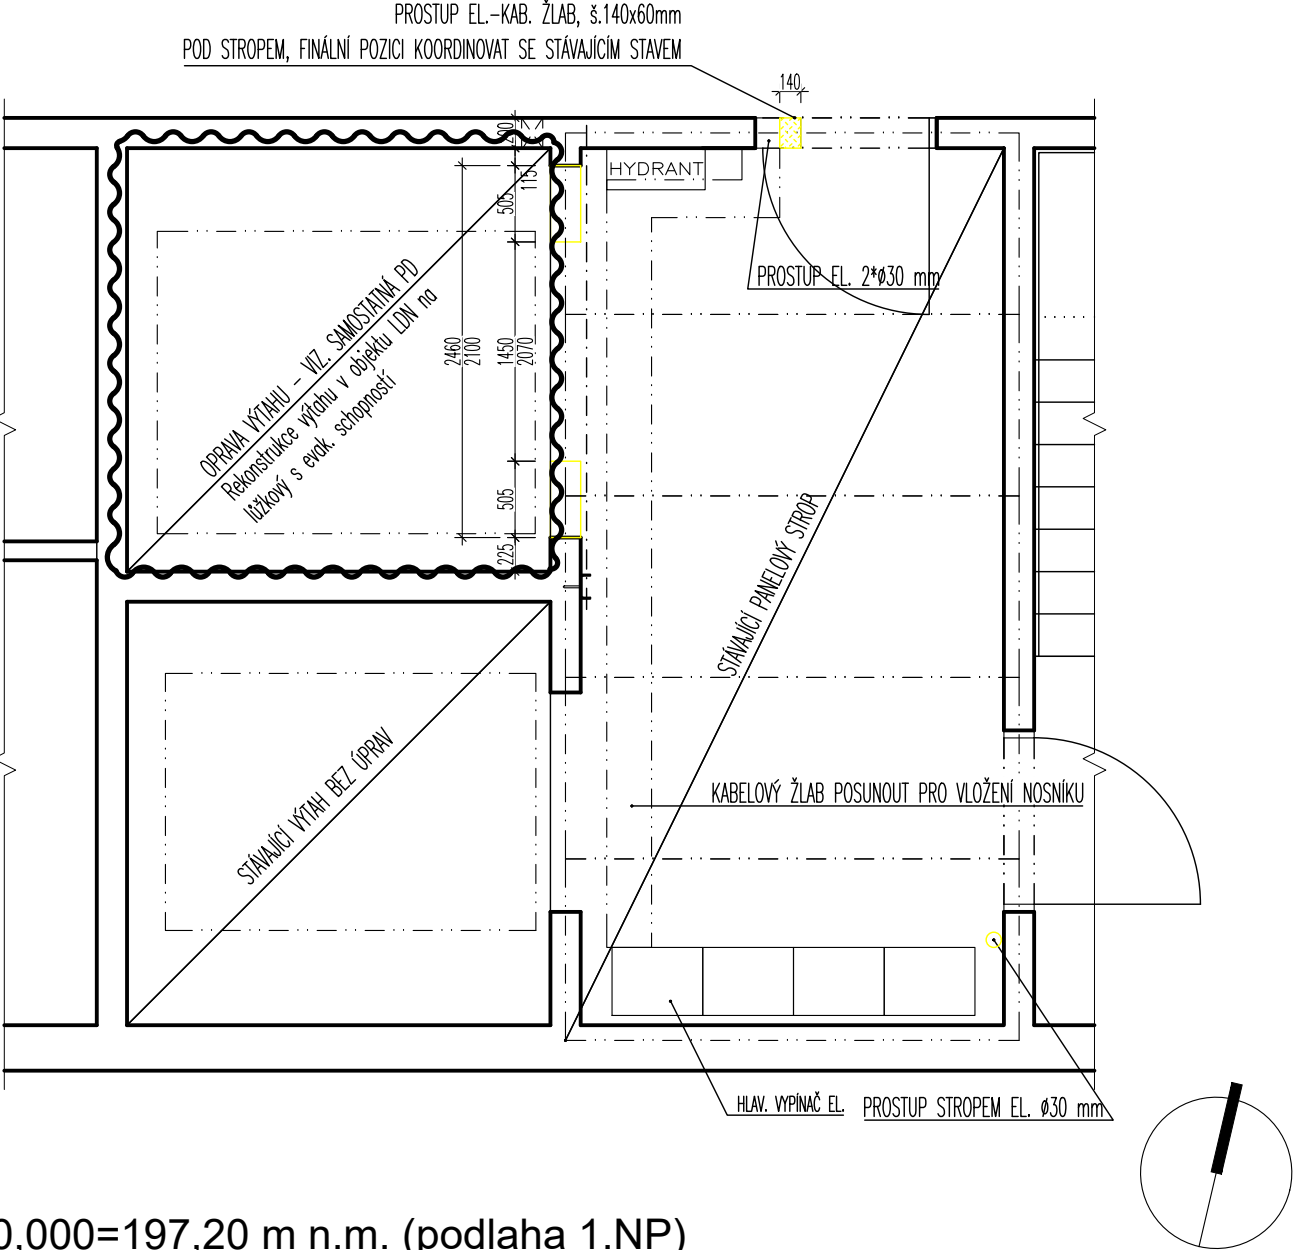 PROSTUP EL.-KAB. ŽLAB, š.140x60mm
POD STROPEM, FINÁLNÍ POZICI KOORDINOVAT SE STÁVAJÍCÍM STAVEM
140
HYDRANT
115
505
PROSTUP EL. 2*ø30 mm
OPRAVA VÝTAHU - VIZ. SAMOSTATNÁ PD
Rekonstrukce výtahu v objektu LDN na
lůžkový s evak. schopností
2460
2100
1450
2070
505
225
STÁVAJÍCÍ PANELOVÝ STROP
STÁVAJÍCÍ VÝTAH BEZ ÚPRAV
KABELOVÝ ŽLAB POSUNOUT PRO VLOŽENÍ NOSNÍKU
HLAV. VYPÍNAČ EL.
PROSTUP STROPEM EL. ø30 mm
0,000=197,20 m n.m. (podlaha 1.NP)